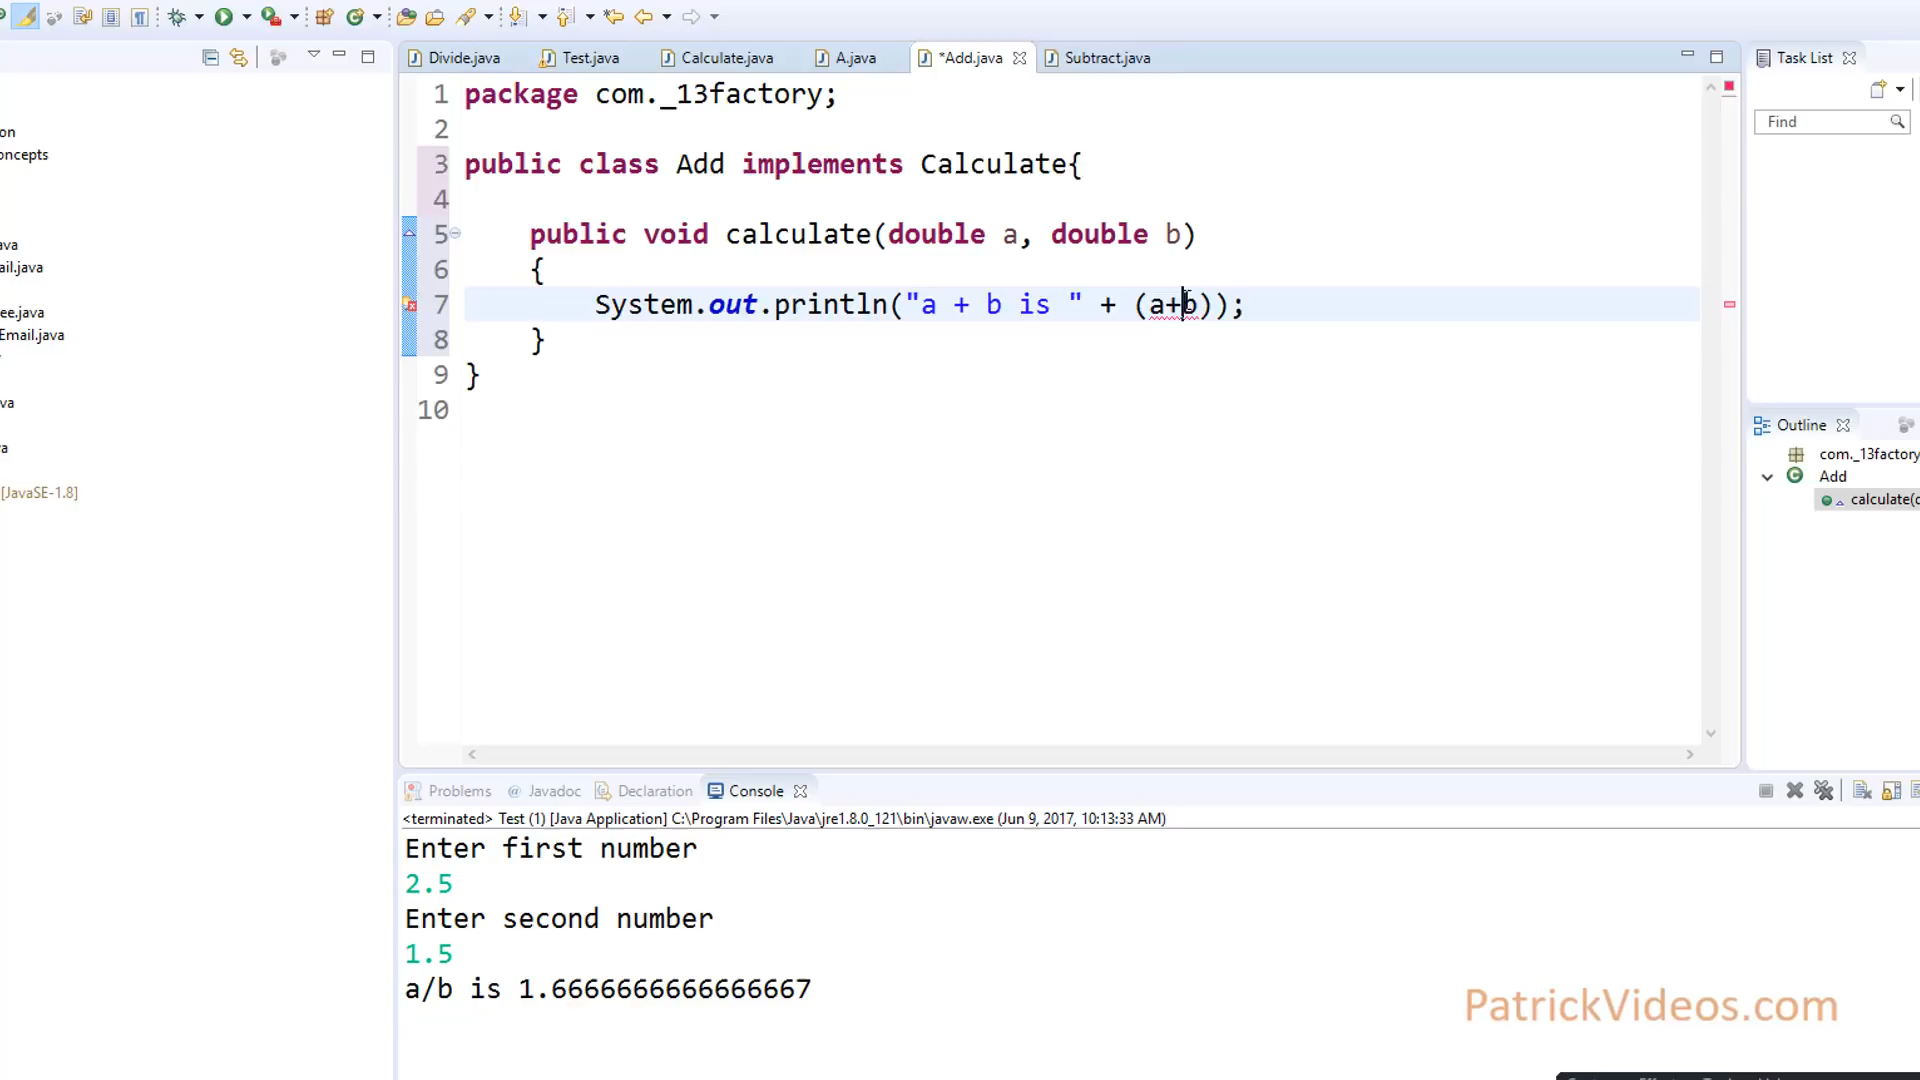 Divide.java Test.java Calculate.java A.java *Add.java Subtract.java Task List
1 package com._13factory;
Find
2
on
oncepts
3 public class Add implements Calculate{
4
5 public void calculate(double a, double b)
ava
ail.java
6 {
7 System.out.println("a + b is " + (a+b));
ee.java
Email.java
8 }
9 }
va
10
a
Outline
com._13factory
Add
calculate(c
[JavaSE-1.8]
Problems @ Javadoc Declaration Console
<terminated> Test (1) [Java Application] C:\Program Files\Java\jre1.8.0_121\bin\javaw.exe (Jun 9, 2017, 10:13:33 AM)
Enter first number
2.5
Enter second number
1.5
a/b is 1.6666666666666667
PatrickVideos.com